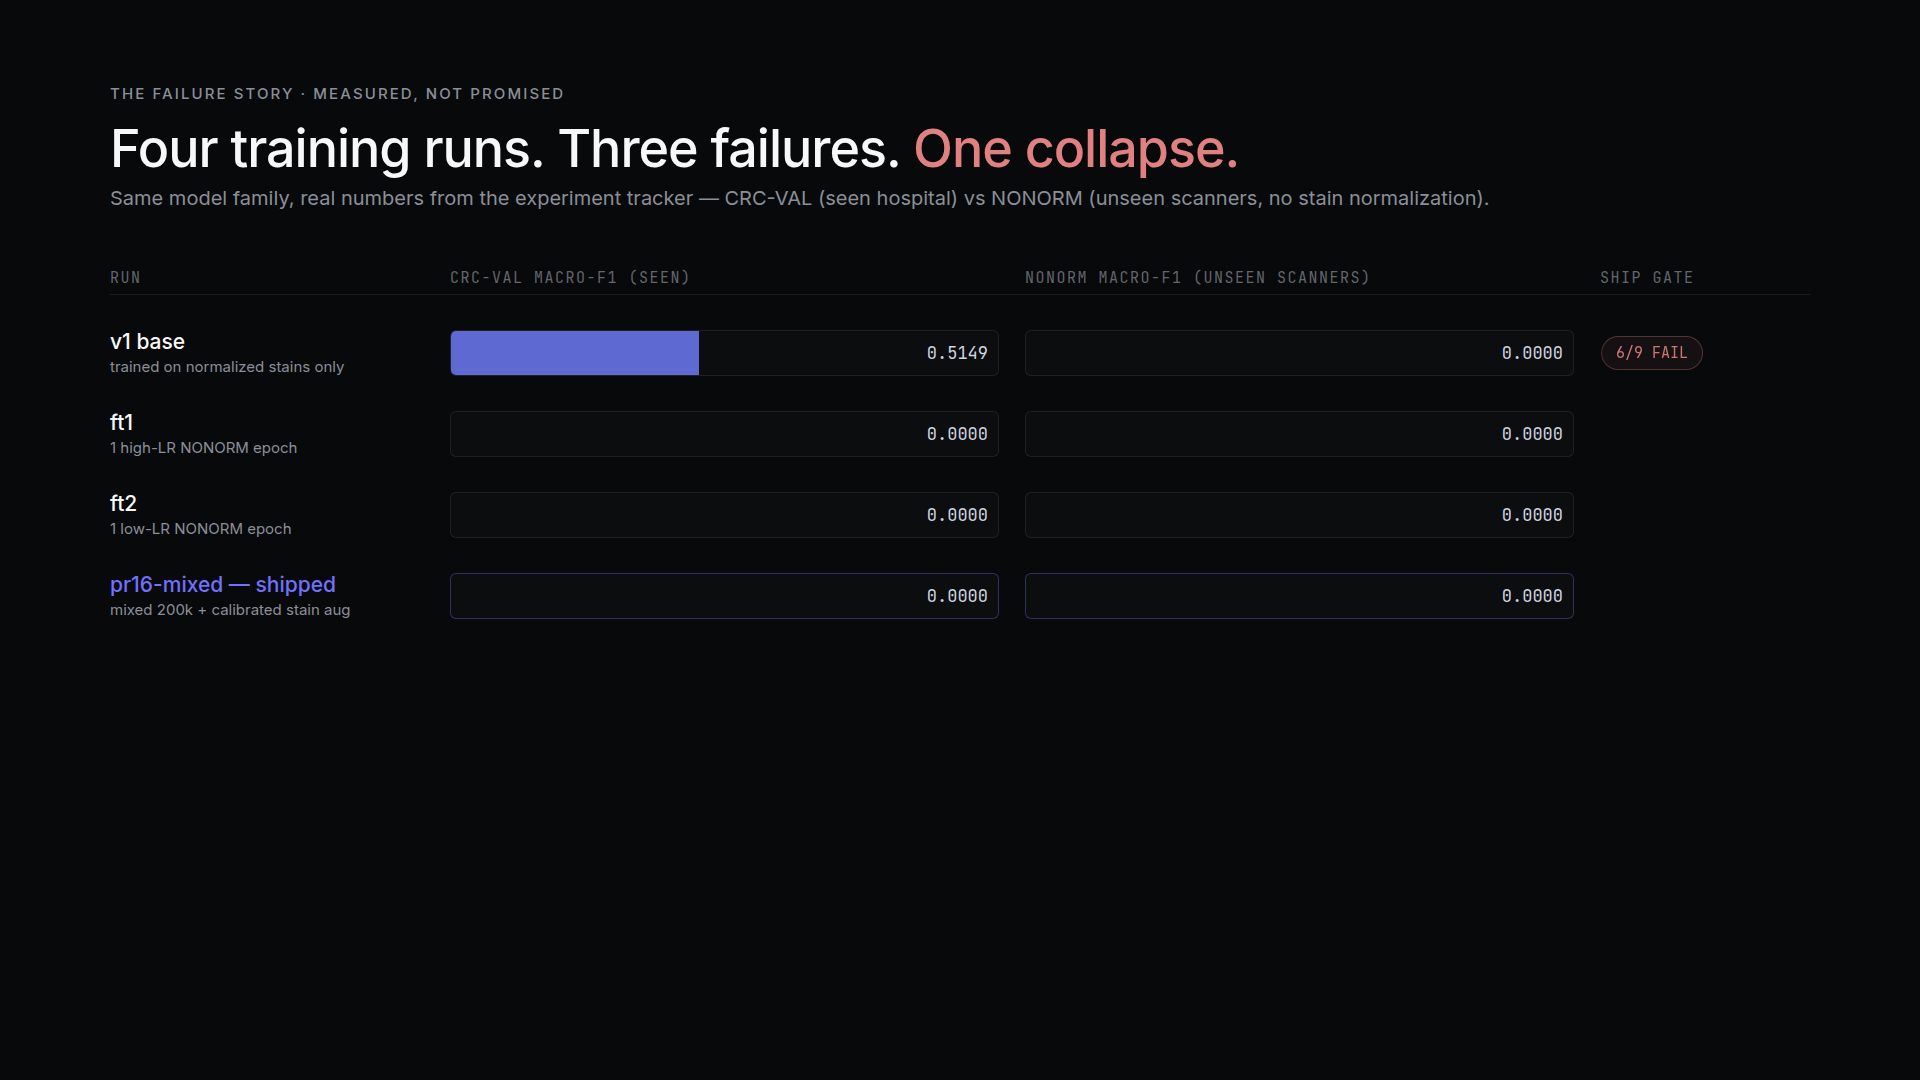 THE FAILURE STORY · MEASURED, NOT PROMISED
Four training runs. Three failures. One collapse.
Same model family, real numbers from the experiment tracker — CRC-VAL (seen hospital) vs NONORM (unseen scanners, no stain normalization).
RUN CRC-VAL MACRO-F1 (SEEN) NONORM MACRO-F1 (UNSEEN SCANNERS) SHIP GATE
v1 base
trained on normalized stains only
0.5149 0.0000 6/9 FAIL
ft1
1 high-LR NONORM epoch
0.0000 0.0000
ft2
1 low-LR NONORM epoch
0.0000 0.0000
pr16-mixed — shipped
mixed 200k + calibrated stain aug
0.0000 0.0000